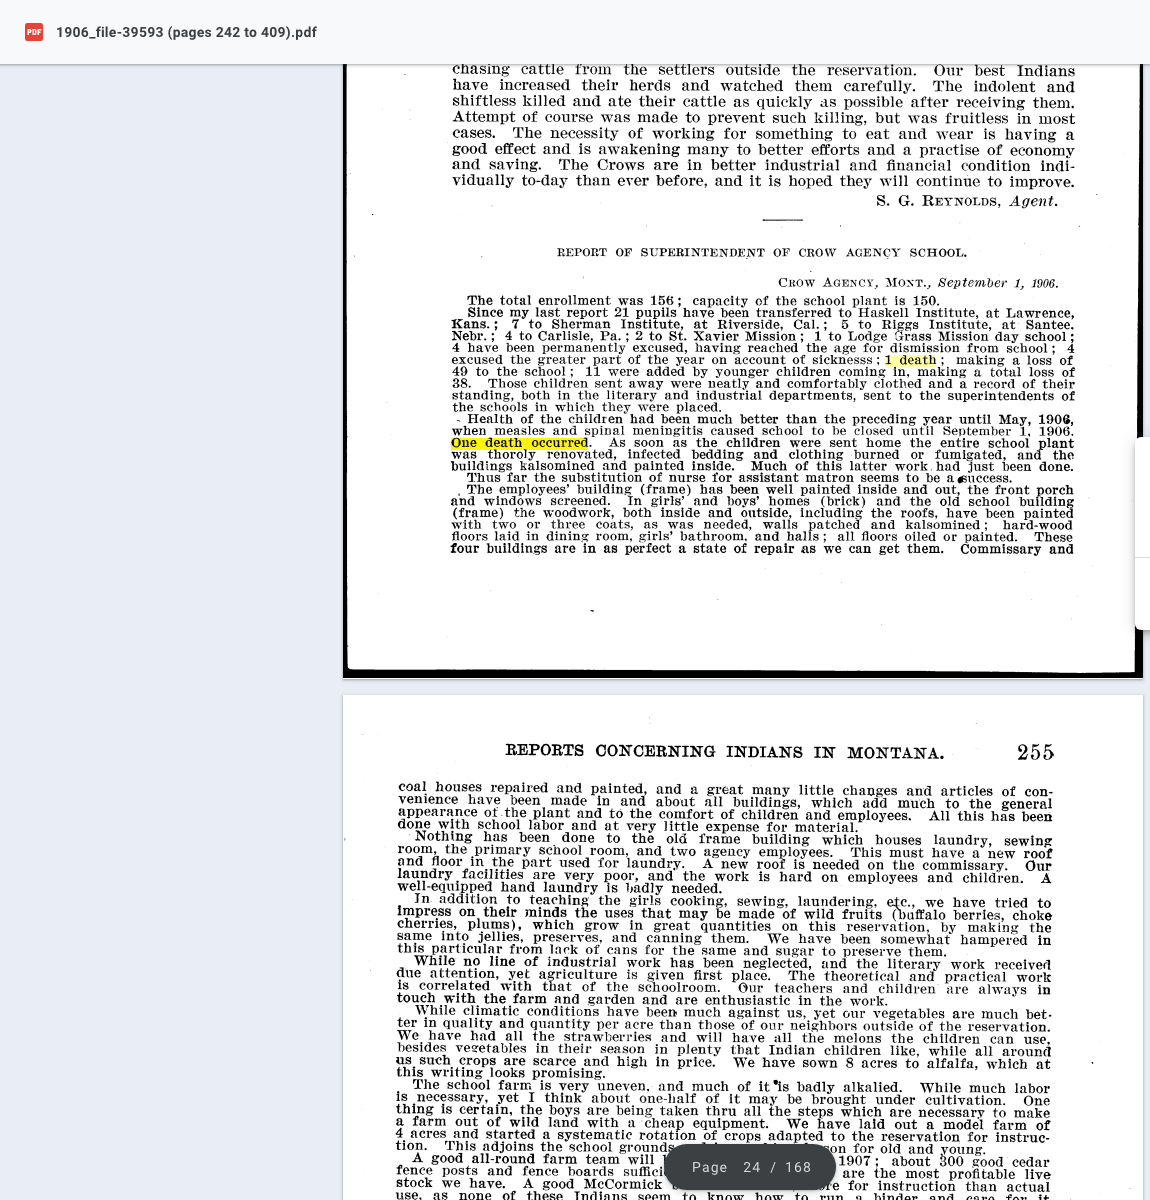 PDF 1906_file-39593 (pages 242 to 409).pdf
chasing cattle from the settlers outside the reservation. Our best Indians
have increased their herds and watched them carefully. The indolent and
shiftless killed and ate their cattle as quickly as possible after receiving them.
Attempt of course was made to prevent such killing, but was fruitless in most
cases. The necessity of working for something to eat and wear is having a
good effect and is awakening many to better efforts and a practise of economy
and saving. The Crows are in better industrial and financial condition indi-
vidually to-day than ever before, and it is hoped they will continue to improve.
S. G. REYNOLDS, Agent.
REPORT OF SUPERINTENDENT OF CROW AGENCY SCHOOL.
CROW AGENCY, MONT., September 1, 1906.
The total enrollment was 156; capacity of the school plant is 150.
Since my last report 21 pupils have been transferred to Haskell Institute, at Lawrence,
Kans.; 7 to Sherman Institute, at Riverside, Cal.; 5 to Riggs Institute, at Santee,
Nebr.; 4 to Carlisle, Pa.; 2 to St. Xavier Mission; 1 to Lodge Grass Mission day school;
4 have been permanently excused, having reached the age for dismission from school; 4
excused the greater part of the year on account of sicknesss; 1 death; making a loss of
49 to the school; 11 were added by younger children coming in, making a total loss of
38. Those children sent away were neatly and comfortably clothed and a record of their
standing, both in the literary and industrial departments, sent to the superintendents of
the schools in which they were placed.
Health of the children had been much better than the preceding year until May, 1906,
when measles and spinal meningitis caused school to be closed until September 1, 1906.
One death occurred. As soon as the children were sent home the entire school plant
was thoroly renovated, infected bedding and clothing burned or fumigated, and the
buildings kalsomined and painted inside. Much of this latter work had just been done.
Thus far the substitution of nurse for assistant matron seems to be a success.
The employees' building (frame) has been well painted inside and out, the front porch
and windows screened. In girls' and boys' homes (brick) and the old school building
(frame) the woodwork, both inside and outside, including the roofs, have been painted
with two or three coats, as was needed, walls patched and kalsomined; hard-wood
floors laid in dining room, girls' bathroom, and halls; all floors oiled or painted. These
four buildings are in as perfect a state of repair as we can get them. Commissary and
REPORTS CONCERNING INDIANS IN MONTANA. 255
coal houses repaired and painted, and a great many little changes and articles of con-
venience have been made in and about all buildings, which add much to the general
appearance of the plant and to the comfort of children and employees. All this has been
done with school labor and at very little expense for material.
Nothing has been done to the old frame building which houses laundry, sewing
room, the primary school room, and two agency employees. This must have a new roof
and floor in the part used for laundry. A new roof is needed on the commissary. Our
laundry facilities are very poor, and the work is hard on employees and children. A
well-equipped hand laundry is badly needed.
In addition to teaching the girls cooking, sewing, laundering, etc., we have tried to
impress on their minds the uses that may be made of wild fruits (buffalo berries, choke
cherries, plums), which grow in great quantities on this reservation, by making the
same into jellies, preserves, and canning them. We have been somewhat hampered in
this particular from lack of cans for the same and sugar to preserve them.
While no line of industrial work has been neglected, and the literary work received
due attention, yet agriculture is given first place. The theoretical and practical work
is correlated with that of the schoolroom. Our teachers and children are always in
touch with the farm and garden and are enthusiastic in the work.
While climatic conditions have been much against us, yet our vegetables are much bet-
ter in quality and quantity per acre than those of our neighbors outside of the reservation.
We have had all the strawberries and will have all the melons the children can use,
besides vegetables in their season in plenty that Indian children like, while all around
us such crops are scarce and high in price. We have sown 8 acres to alfalfa, which at
this writing looks promising.
The school farm is very uneven, and much of it is badly alkalied. While much labor
is necessary, yet I think about one-half of it may be brought under cultivation. One
thing is certain, the boys are being taken thru all the steps which are necessary to make
a farm out of wild land with a cheap equipment. We have laid out a model farm of
4 acres and started a systematic rotation of crops adapted to the reservation for instruc-
tion. This adjoins the school grounds for old and young.
A good all-round farm team will 1907; about 300 good cedar
fence posts and fence boards are the most profitable live
stock we have. A good McCormick for instruction than actual
use, as none of these Indians seem to know how to run a binder and care for it
Page 24 / 168